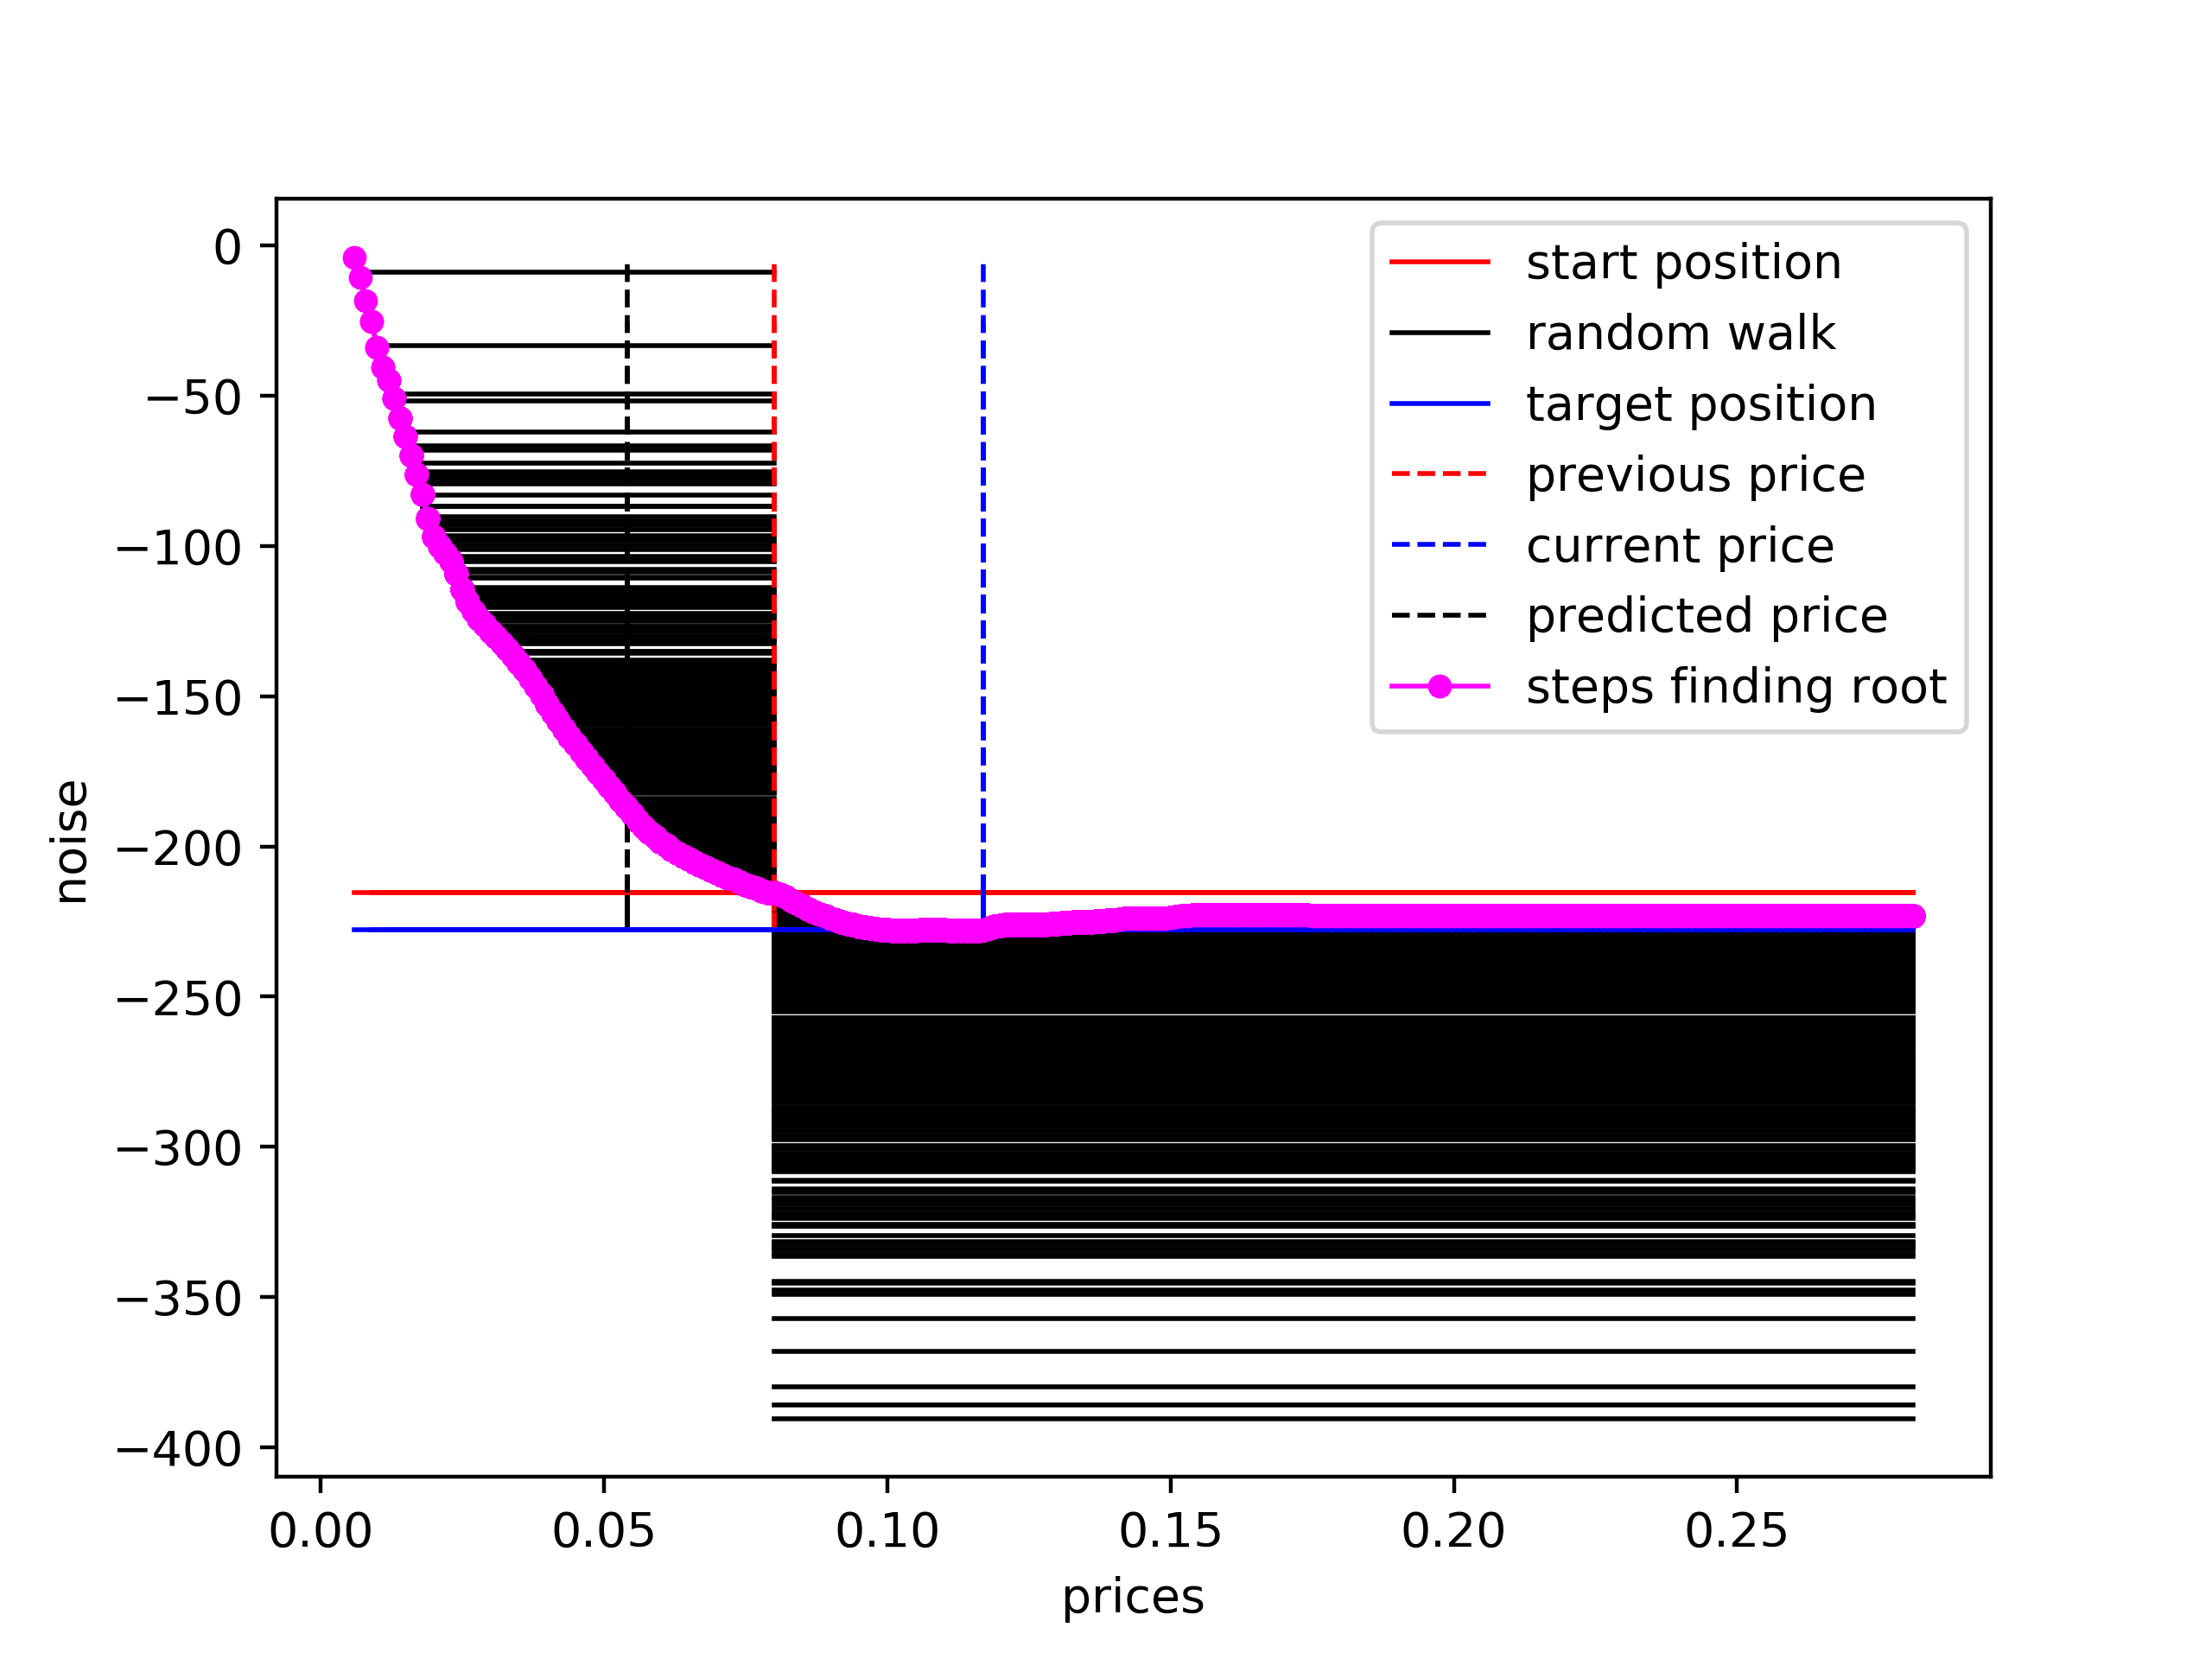 start position
random walk
target position
previous price
current price
predicted price
steps finding root
0
−50
−100
−150
−200
−250
−300
−350
−400
noise
0.00 0.05 0.10 0.15 0.20 0.25
prices